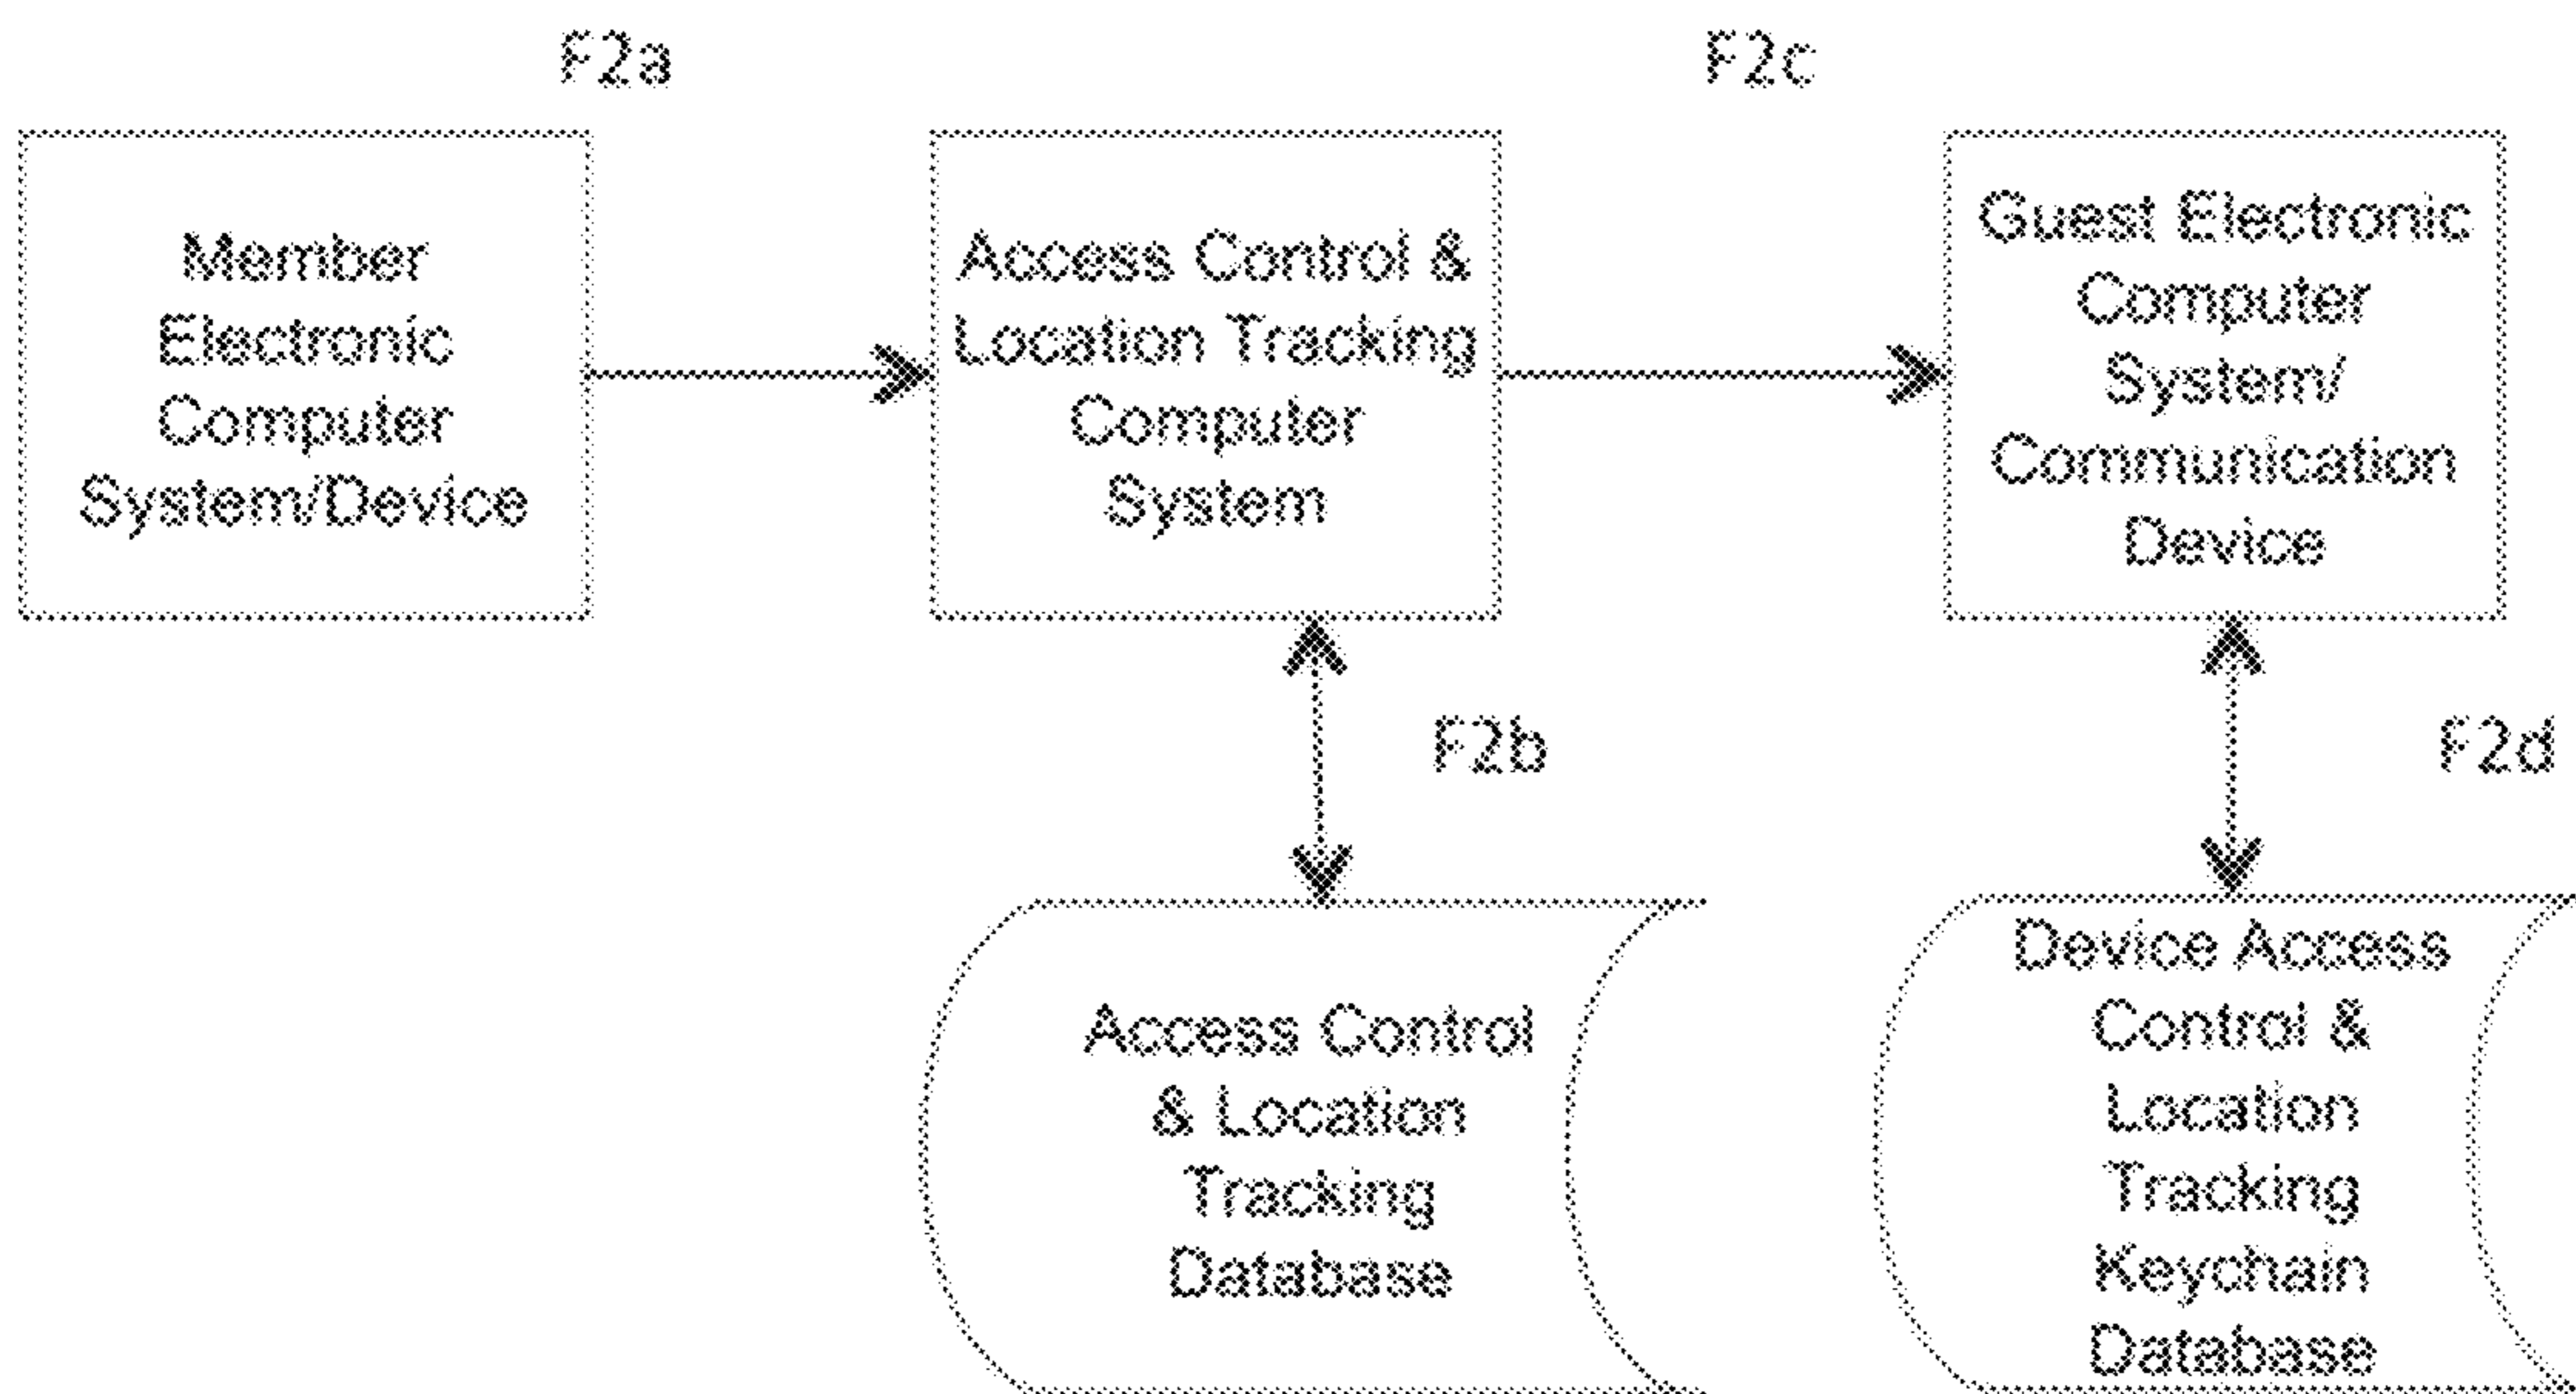 F2a
F2c
Member
Electronic
Computer
System/Device
Access Control &
Location Tracking
Computer
System
Guest Electronic
Computer
System/
Communication
Device
F2b
F2d
Access Control
& Location
Tracking
Database
Device Access
Control &
Location
Tracking
Keychain
Database